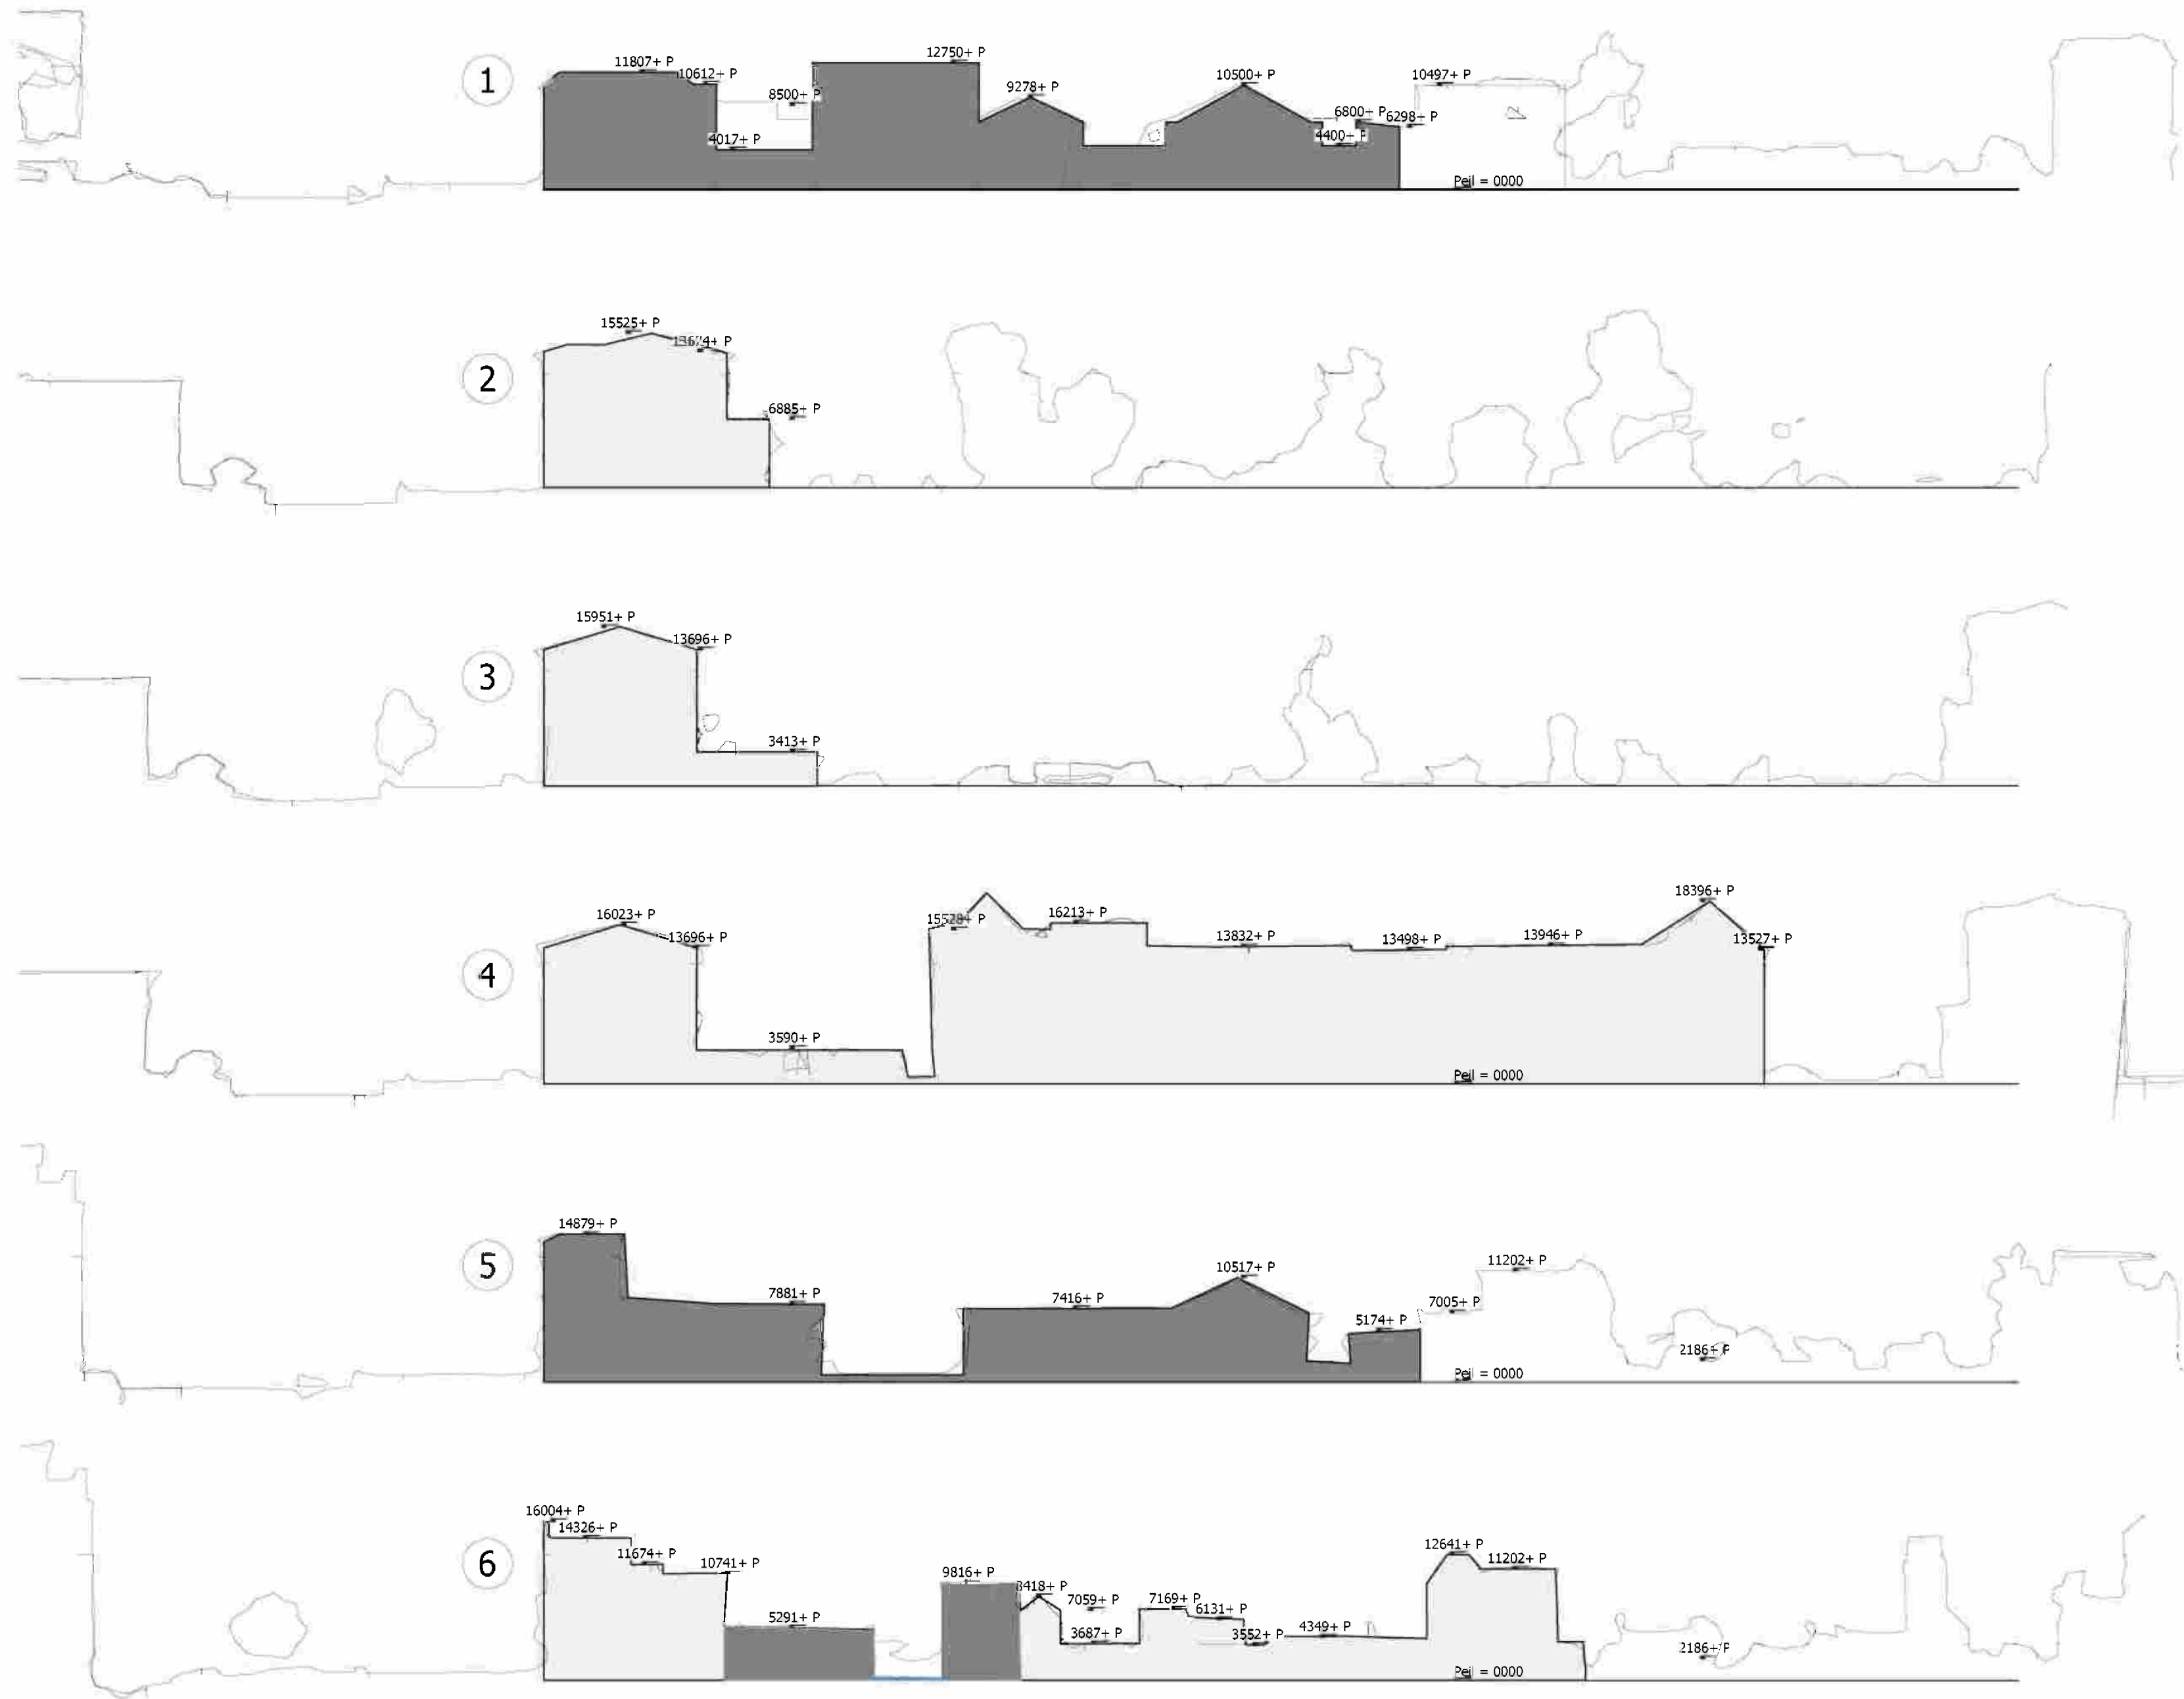 1
11807+ P
10612+ P
8500+ P
4017+ P
12750+ P
9278+ P
10500+ P
6800+ P
6298+ P
4400+ P
10497+ P
Peil = 0000
2
15525+ P
6885+ P
3
15951+ P
13696+ P
3413+ P
4
16023+ P
13696+ P
3590+ P
16213+ P
13832+ P
13498+ P
13946+ P
18396+ P
13527+ P
Peil = 0000
5
14879+ P
7881+ P
7416+ P
10517+ P
5174+ P
7005+ P
11202+ P
2186+ P
Peil = 0000
6
16004+ P
14326+ P
11674+ P
10741+ P
5291+ P
9816+ P
7059+ P
3687+ P
7169+ P
6131+ P
3552+ P
4349+ P
12641+ P
11202+ P
2186+ P
Peil = 0000